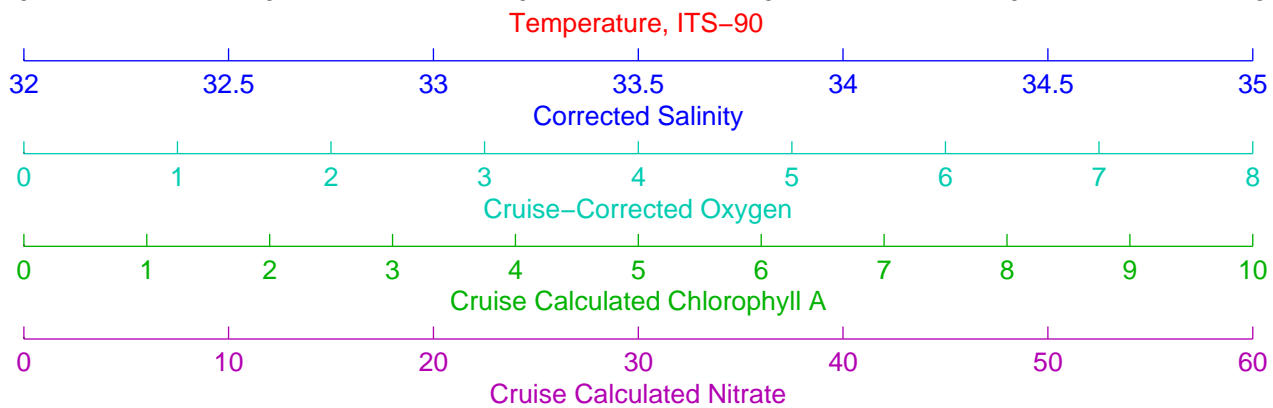 Temperature, ITS−90
32 32.5 33 33.5 34 34.5 35
Corrected Salinity
0 1 2 3 4 5 6 7 8
Cruise−Corrected Oxygen
0 1 2 3 4 5 6 7 8 9 10
Cruise Calculated Chlorophyll A
0 10 20 30 40 50 60
Cruise Calculated Nitrate